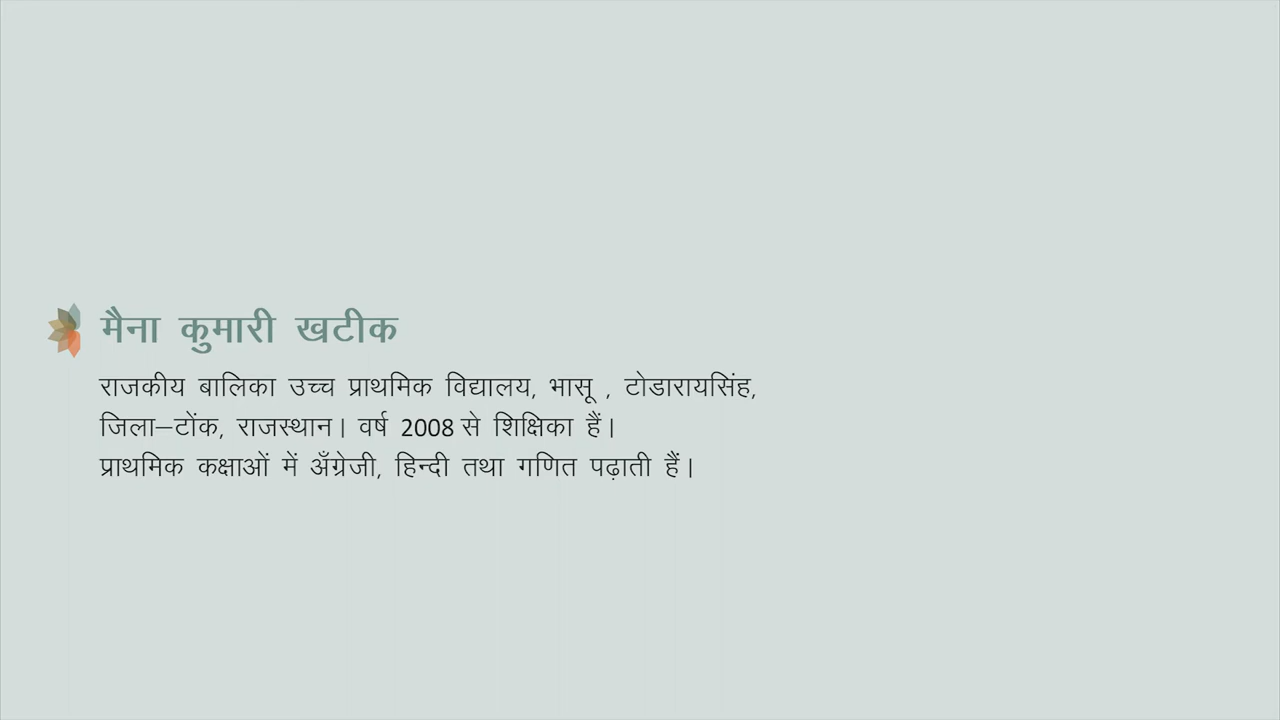 मैना कुमारी खटीक
राजकीय बालिका उच्च प्राथमिक विद्यालय, भासू , टोडारायसिंह,
जिला–टोंक, राजस्थान। वर्ष 2008 से शिक्षिका हैं।
प्राथमिक कक्षाओं में अँग्रेजी, हिन्दी तथा गणित पढ़ाती हैं।